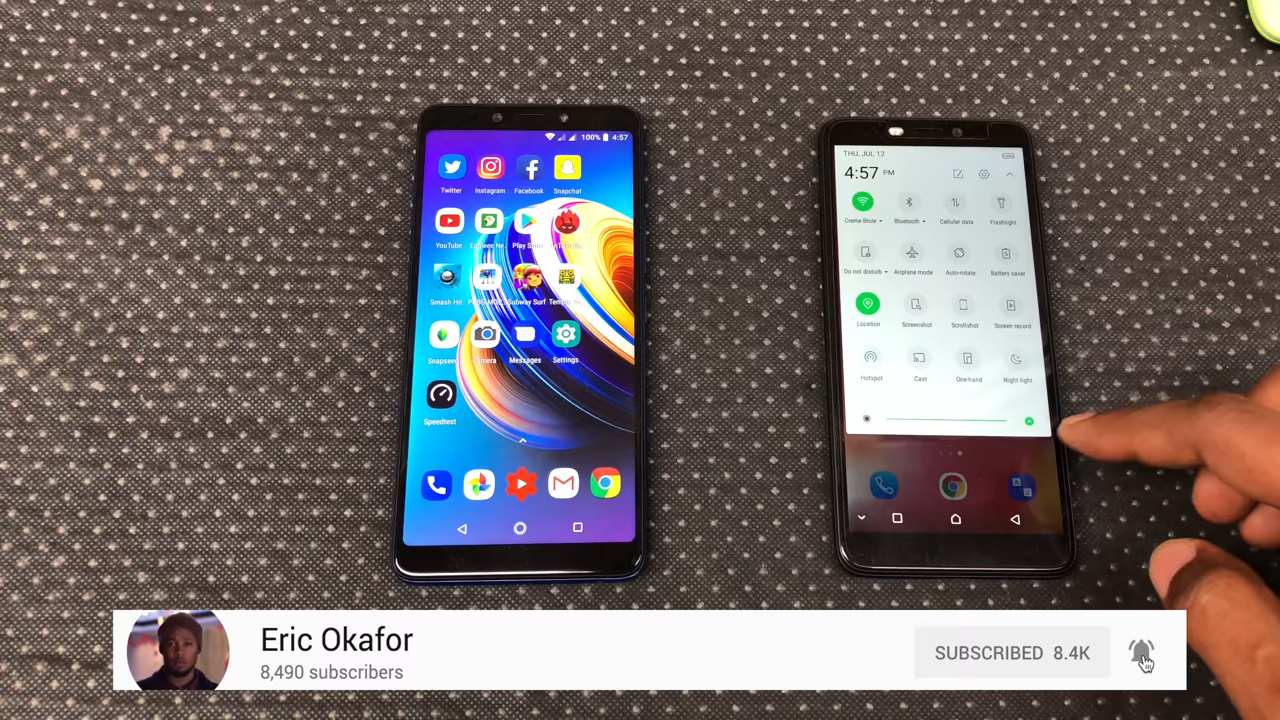 100% 4:57
Twitter Instagram Facebook Snapchat
YouTube Play Store
Smash Hit Subway Surf
Snapseed Camera Messages Settings
Speedtest
THU, JUL 12
4:57 PM
Creme Brule Bluetooth Cellular data Flashlight
Do not disturb Airplane mode Auto-rotate Battery saver
Location Screenshot Scrollshot Screen record
Hotspot Cast One-hand Night light
Eric Okafor
8,490 subscribers
SUBSCRIBED 8.4K